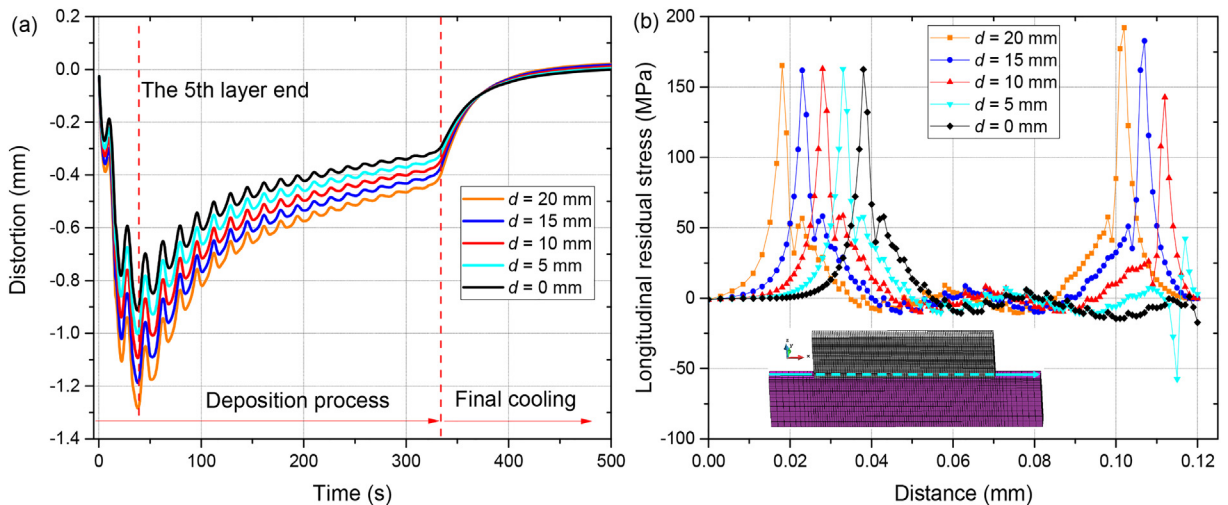 (a)
0.2
0.0
-0.2
-0.4
-0.6
-0.8
-1.0
-1.2
-1.4
Distortion (mm)
The 5th layer end
d = 20 mm
d = 15 mm
d = 10 mm
d = 5 mm
d = 0 mm
Deposition process
Final cooling
0 100 200 300 400 500
Time (s)
(b)
200
150
100
50
0
-50
-100
Longitudinal residual stress (MPa)
d = 20 mm
d = 15 mm
d = 10 mm
d = 5 mm
d = 0 mm
0.00 0.02 0.04 0.06 0.08 0.10 0.12
Distance (mm)